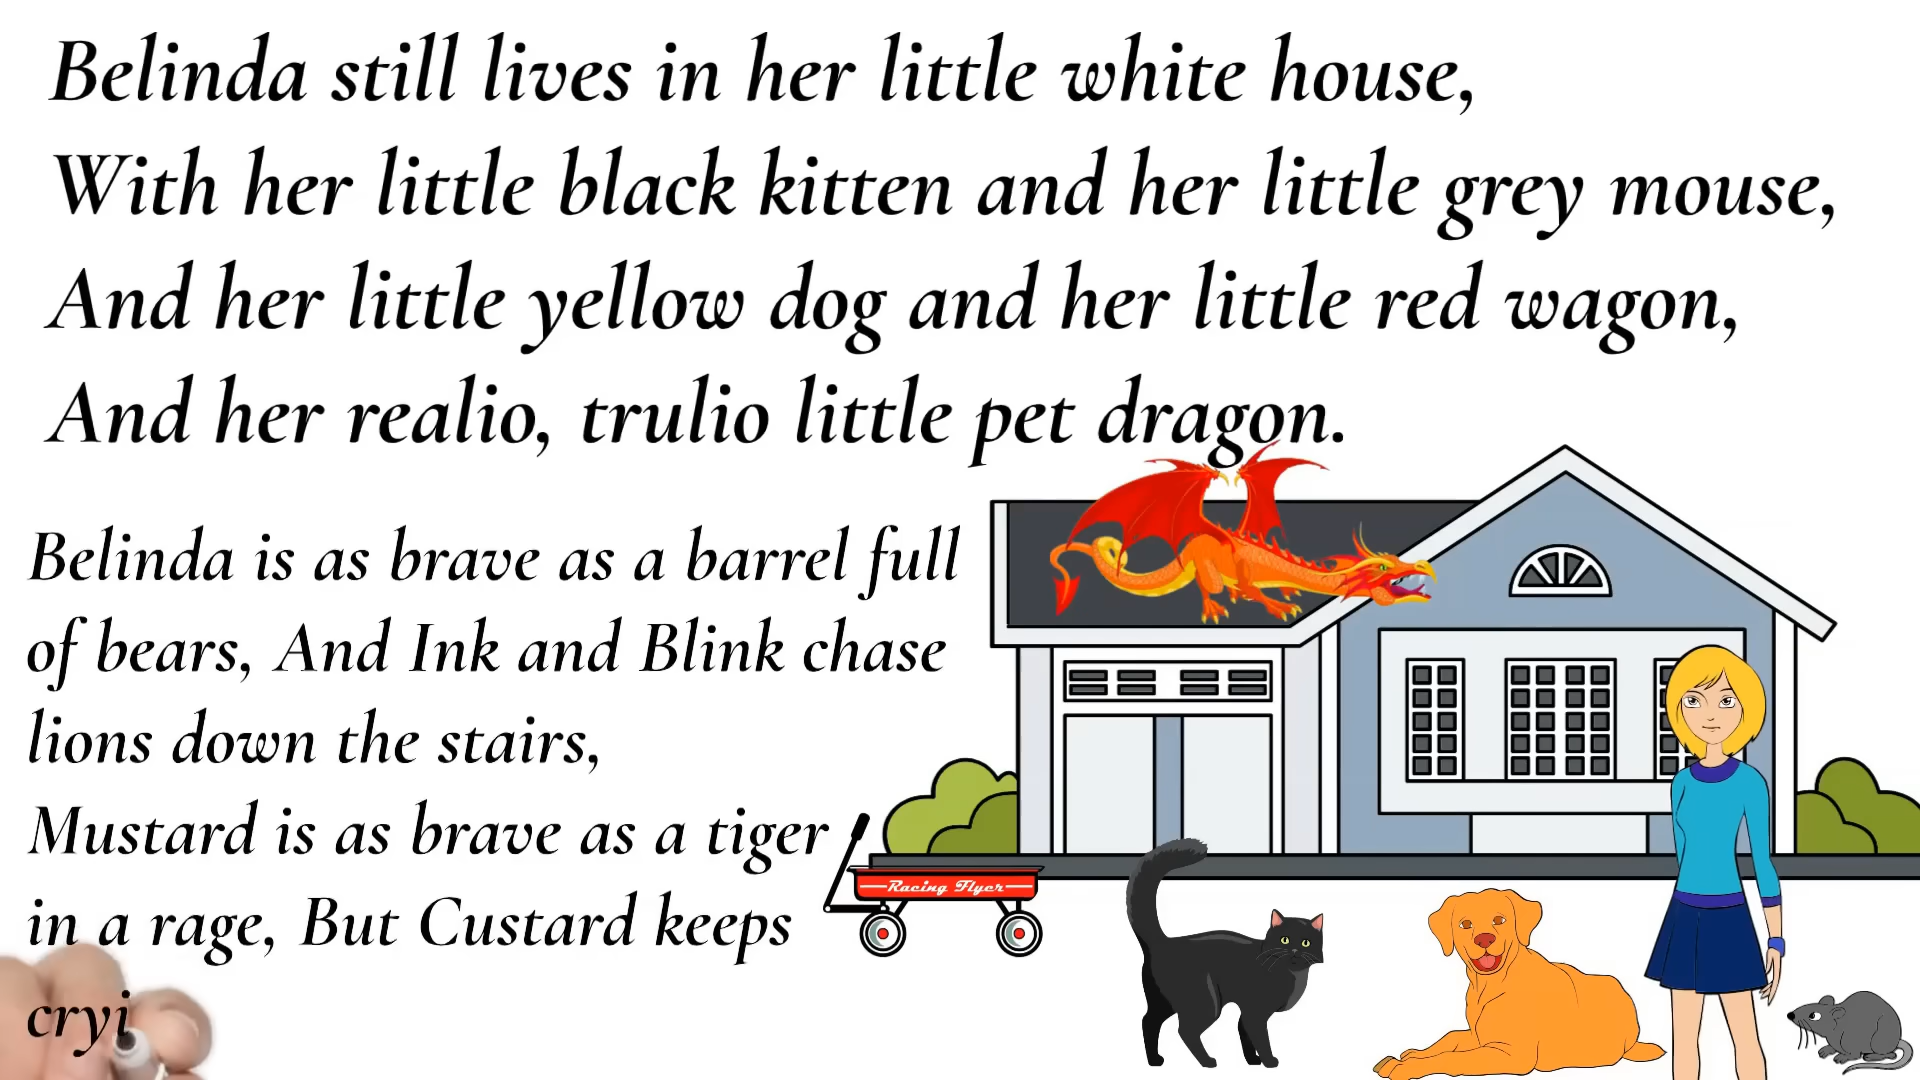 Belinda still lives in her little white house,
With her little black kitten and her little grey mouse,
And her little yellow dog and her little red wagon,
And her realio, trulio little pet dragon.
Belinda is as brave as a barrel full
of bears, And Ink and Blink chase
lions down the stairs,
Mustard is as brave as a tiger
in a rage, But Custard keeps
cryi
Racing Flyer